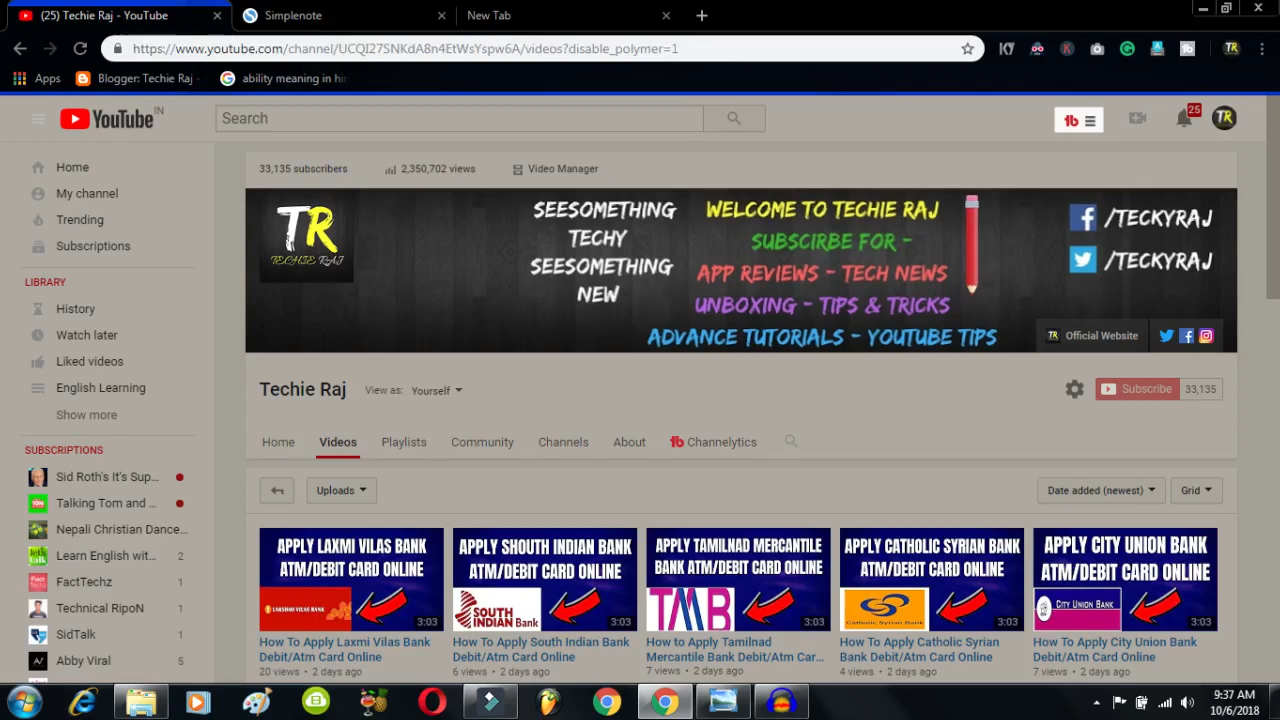 (25) Techie Raj - YouTube
Simplenote
New Tab
https://www.youtube.com/channel/UCQI27SNKdA8n4EtWsYspw6A/videos?disable_polymer=1
Apps
Blogger: Techie Raj -
ability meaning in hin
YouTube IN
Search
25
Home
My channel
Trending
Subscriptions
LIBRARY
History
Watch later
Liked videos
English Learning
Show more
SUBSCRIPTIONS
Sid Roth's It's Sup...
Talking Tom and ...
Nepali Christian Dance...
Learn English wit... 2
FactTechz 1
Technical RipoN 1
SidTalk 1
Abby Viral 5
33,135 subscribers
2,350,702 views
Video Manager
TR
TECHIE RAJ
SEESOMETHING
TECHY
SEESOMETHING
NEW
WELCOME TO TECHIE RAJ
SUBSCIRBE FOR -
APP REVIEWS - TECH NEWS
UNBOXING - TIPS & TRICKS
ADVANCE TUTORIALS - YOUTUBE TIPS
/TECKYRAJ
/TECKYRAJ
Official Website
Techie Raj
View as: Yourself
Subscribe 33,135
Home
Videos
Playlists
Community
Channels
About
Channelytics
Uploads
Date added (newest)
Grid
APPLY LAXMI VILAS BANK
ATM/DEBIT CARD ONLINE
LAKSHMI VILAS BANK
3:03
How To Apply Laxmi Vilas Bank
Debit/Atm Card Online
20 views • 2 days ago
APPLY SHOUTH INDIAN BANK
ATM/DEBIT CARD ONLINE
SOUTH
INDIAN Bank
3:03
How To Apply South Indian Bank
Debit/Atm Card Online
6 views • 2 days ago
APPLY TAMILNAD MERCANTILE
BANK ATM/DEBIT CARD ONLINE
TMB
3:03
How to Apply Tamilnad
Mercantile Bank Debit/Atm Car...
7 views • 2 days ago
APPLY CATHOLIC SYRIAN BANK
ATM/DEBIT CARD ONLINE
Catholic Syrian Bank
3:03
How To Apply Catholic Syrian
Bank Debit/Atm Card Online
4 views • 2 days ago
APPLY CITY UNION BANK
ATM/DEBIT CARD ONLINE
CITY UNION BANK
3:03
How To Apply City Union Bank
Debit/Atm Card Online
7 views • 2 days ago
9:37 AM
10/6/2018